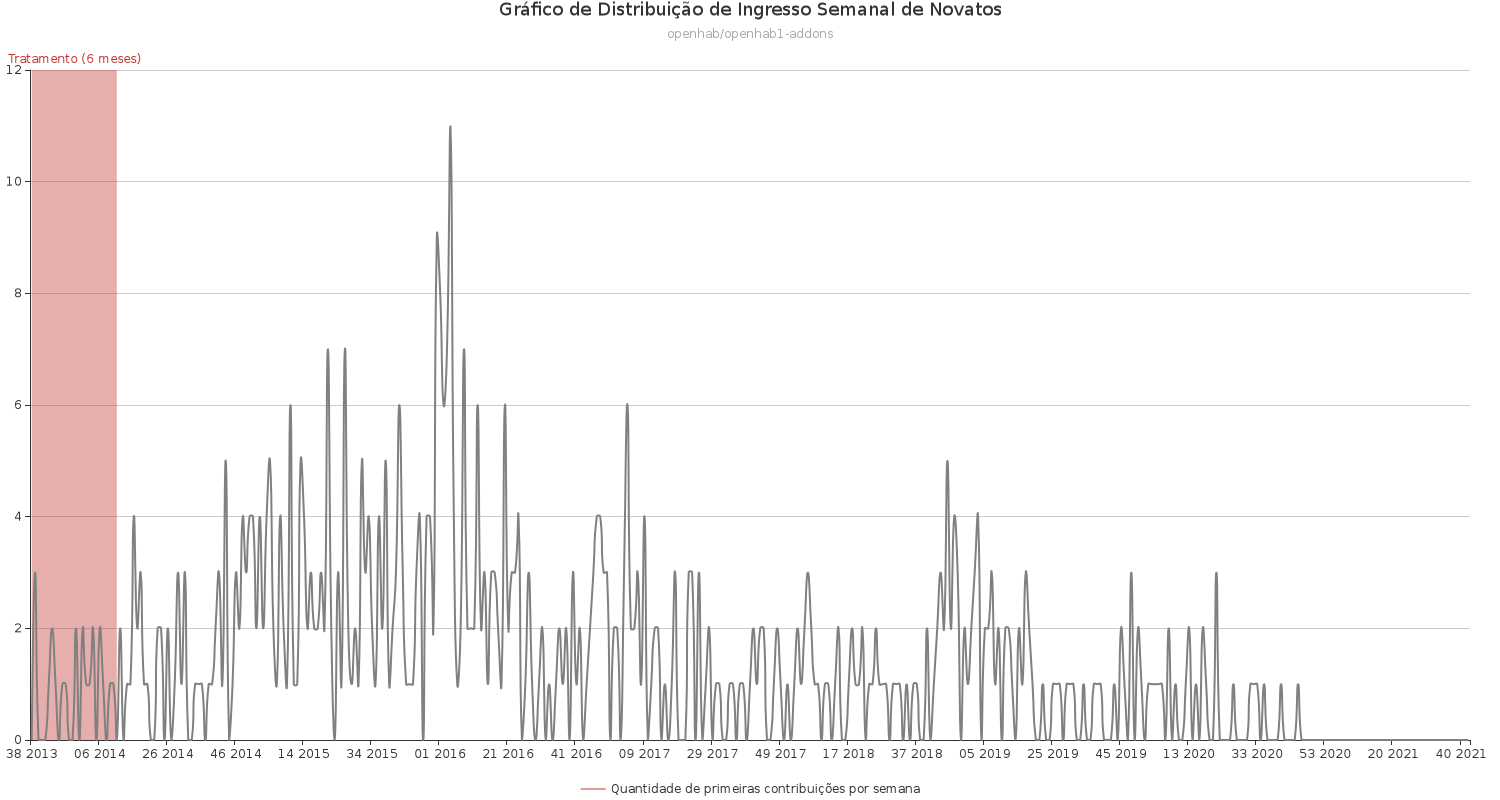 Gráfico de Distribuição de Ingresso Semanal de Novatos
openhab/openhab1-addons
Tratamento (6 meses)
12
10
8
6
4
2
0
38 2013 06 2014 26 2014 46 2014 14 2015 34 2015 01 2016 21 2016 41 2016 09 2017 29 2017 49 2017 17 2018 37 2018 05 2019 25 2019 45 2019 13 2020 33 2020 53 2020 20 2021 40 2021
Quantidade de primeiras contribuições por semana